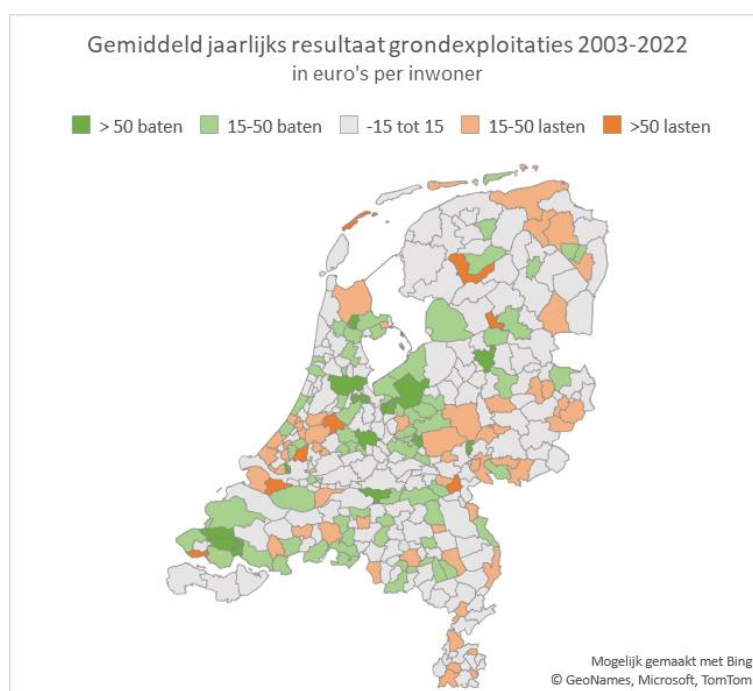 Gemiddeld jaarlijks resultaat grondexploitaties 2003-2022
in euro's per inwoner
> 50 baten 15-50 baten -15 tot 15 15-50 lasten >50 lasten
Mogelijk gemaakt met Bing
© GeoNames, Microsoft, TomTom